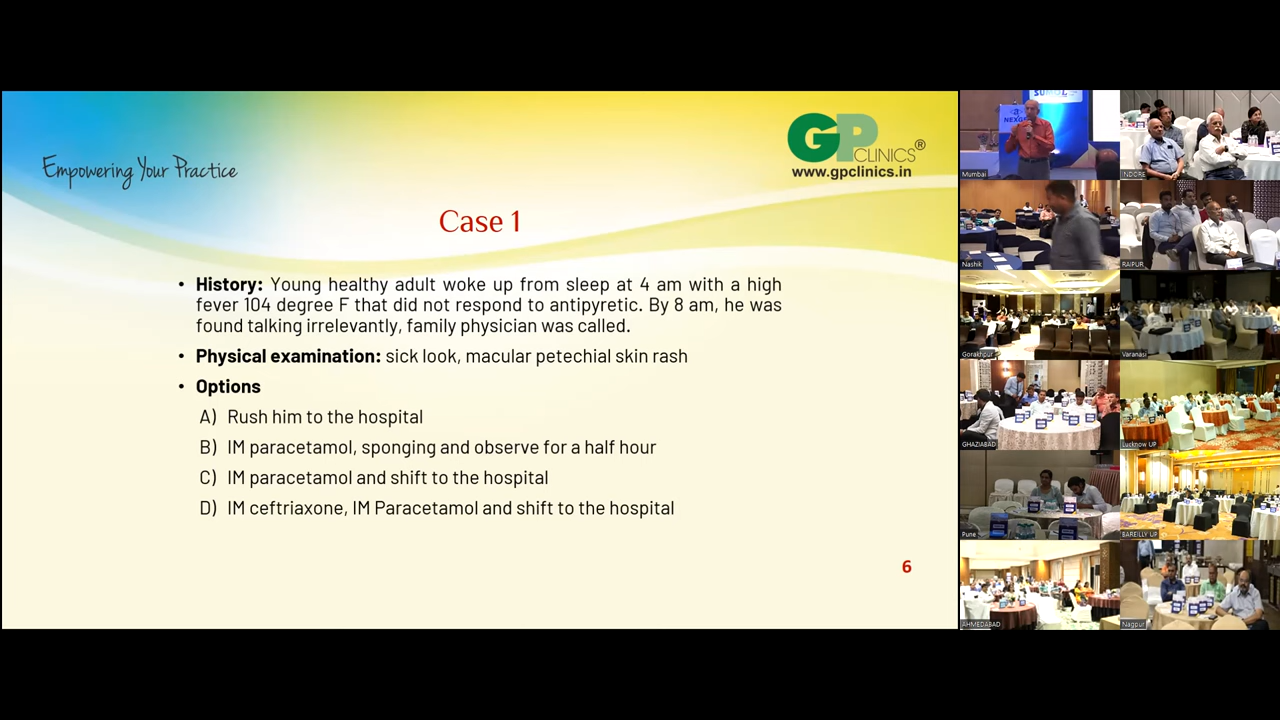 Empowering Your Practice
GP
CLINICS®
www.gpclinics.in
Case 1
• History: Young healthy adult woke up from sleep at 4 am with a high
fever 104 degree F that did not respond to antipyretic. By 8 am, he was
found talking irrelevantly, family physician was called.
• Physical examination: sick look, macular petechial skin rash
• Options
A) Rush him to the hospital
B) IM paracetamol, sponging and observe for a half hour
C) IM paracetamol and shift to the hospital
D) IM ceftriaxone, IM Paracetamol and shift to the hospital
6
Mumbai
INDORE
Nashik
RAIPUR
Gorakhpur
Varanasi
GHAZIABAD
Lucknow UP
Pune
BAREILLY UP
AHMEDABAD
Nagpur